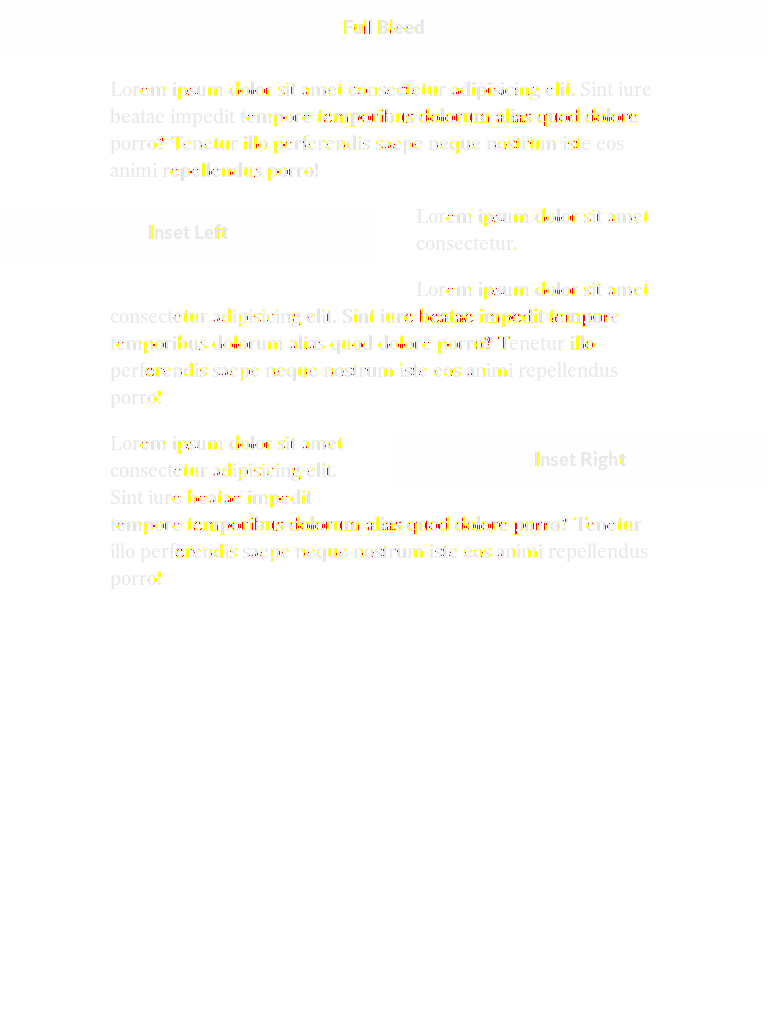 Full Bleed
Lorem ipsum dolor sit amet consectetur adipisicing elit. Sint iure
beatae impedit tempore temporibus dolorum alias quod dolore
porro? Tenetur illo perferendis saepe neque nostrum iste eos
animi repellendus porro!
Inset Left
Lorem ipsum dolor sit amet
consectetur.
Lorem ipsum dolor sit amet
consectetur adipisicing elit. Sint iure beatae impedit tempore
temporibus dolorum alias quod dolore porro? Tenetur illo
perferendis saepe neque nostrum iste eos animi repellendus
porro!
Lorem ipsum dolor sit amet
consectetur adipisicing elit.
Sint iure beatae impedit
Inset Right
tempore temporibus dolorum alias quod dolore porro? Tenetur
illo perferendis saepe neque nostrum iste eos animi repellendus
porro!